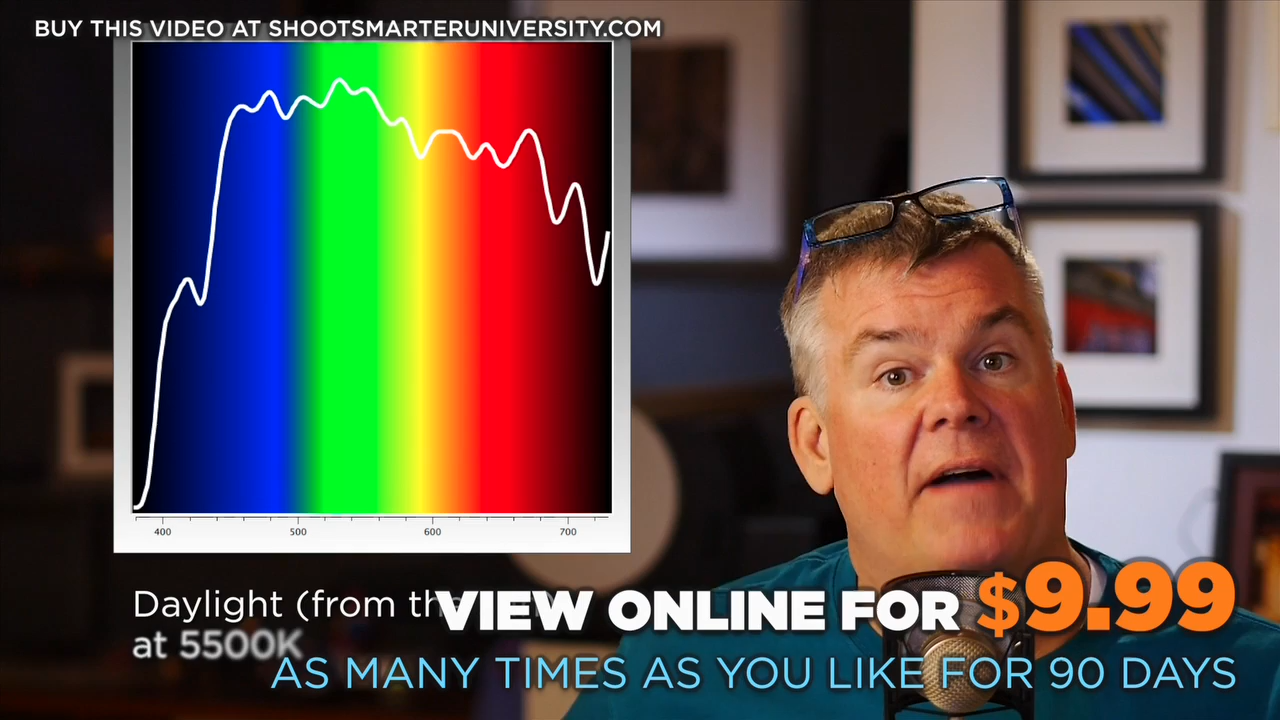 BUY THIS VIDEO AT SHOOTSMARTERUNIVERSITY.COM
400 500 600 700
Daylight (from the
at 5500K
VIEW ONLINE FOR $9.99
AS MANY TIMES AS YOU LIKE FOR 90 DAYS